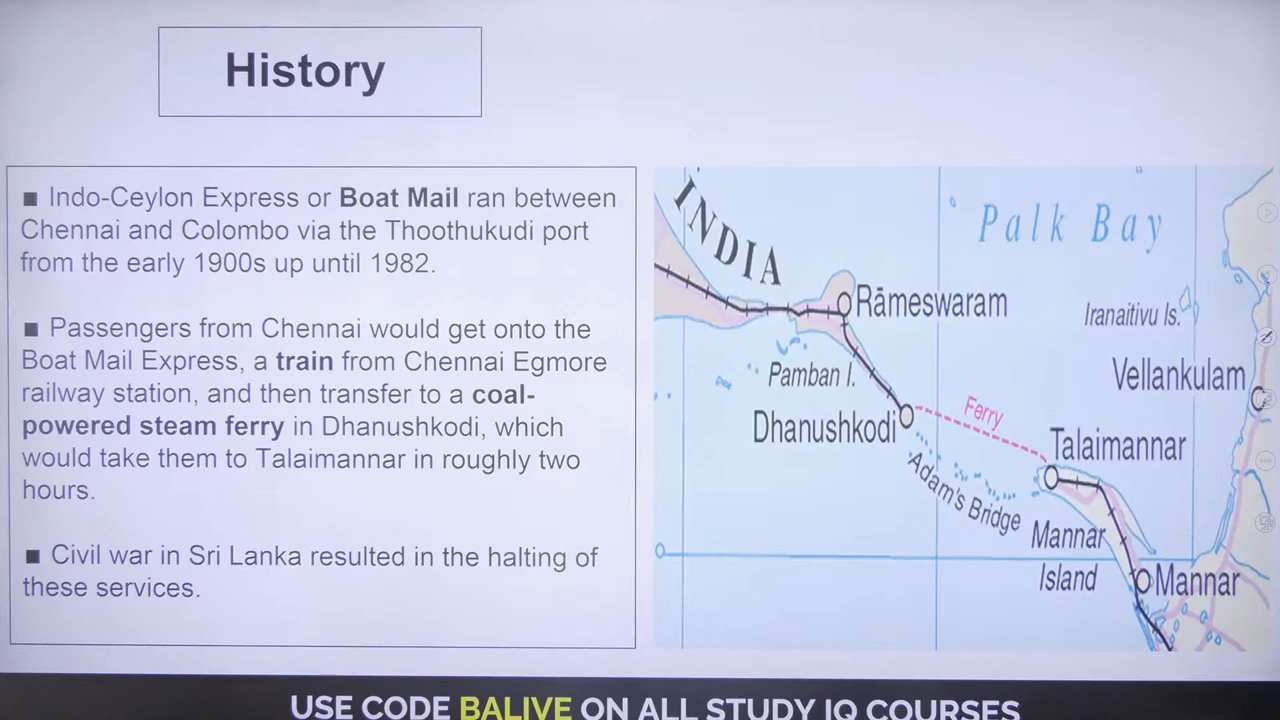 History
■ Indo-Ceylon Express or Boat Mail ran between
Chennai and Colombo via the Thoothukudi port
from the early 1900s up until 1982.
■ Passengers from Chennai would get onto the
Boat Mail Express, a train from Chennai Egmore
railway station, and then transfer to a coal-
powered steam ferry in Dhanushkodi, which
would take them to Talaimannar in roughly two
hours.
■ Civil war in Sri Lanka resulted in the halting of
these services.
INDIA
Palk Bay
Rāmeswaram
Iranaitivu Is.
Pamban I.
Vellankulam
Dhanushkodi
Ferry
Talaimannar
Adam's Bridge
Mannar
Island
Mannar
USE CODE BALIVE ON ALL STUDY IQ COURSES